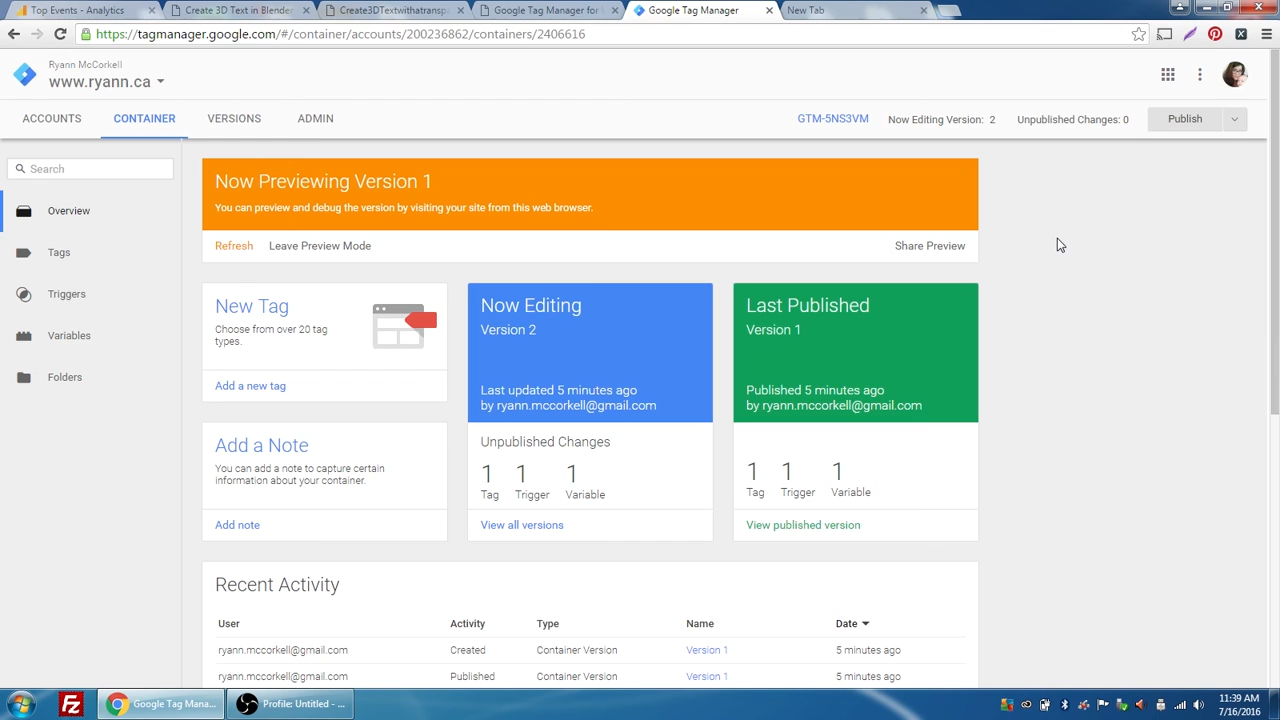 Top Events - Analytics
Create 3D Text in Blender
Create3DTextwithatranspa
Google Tag Manager for
Google Tag Manager
New Tab
https://tagmanager.google.com/#/container/accounts/200236862/containers/2406616
Ryann McCorkell
www.ryann.ca
ACCOUNTS CONTAINER VERSIONS ADMIN
GTM-5NS3VM Now Editing Version: 2 Unpublished Changes: 0 Publish
Search
Overview
Tags
Triggers
Variables
Folders
Now Previewing Version 1
You can preview and debug the version by visiting your site from this web browser.
Refresh Leave Preview Mode Share Preview
New Tag
Choose from over 20 tag
types.
Add a new tag
Add a Note
You can add a note to capture certain
information about your container.
Add note
Now Editing
Version 2
Last updated 5 minutes ago
by ryann.mccorkell@gmail.com
Unpublished Changes
1 1 1
Tag Trigger Variable
View all versions
Last Published
Version 1
Published 5 minutes ago
by ryann.mccorkell@gmail.com
1 1 1
Tag Trigger Variable
View published version
Recent Activity
User Activity Type Name Date
ryann.mccorkell@gmail.com Created Container Version Version 1 5 minutes ago
ryann.mccorkell@gmail.com Published Container Version Version 1 5 minutes ago
Fz
Google Tag Mana...
Profile: Untitled - ...
11:39 AM
7/16/2016